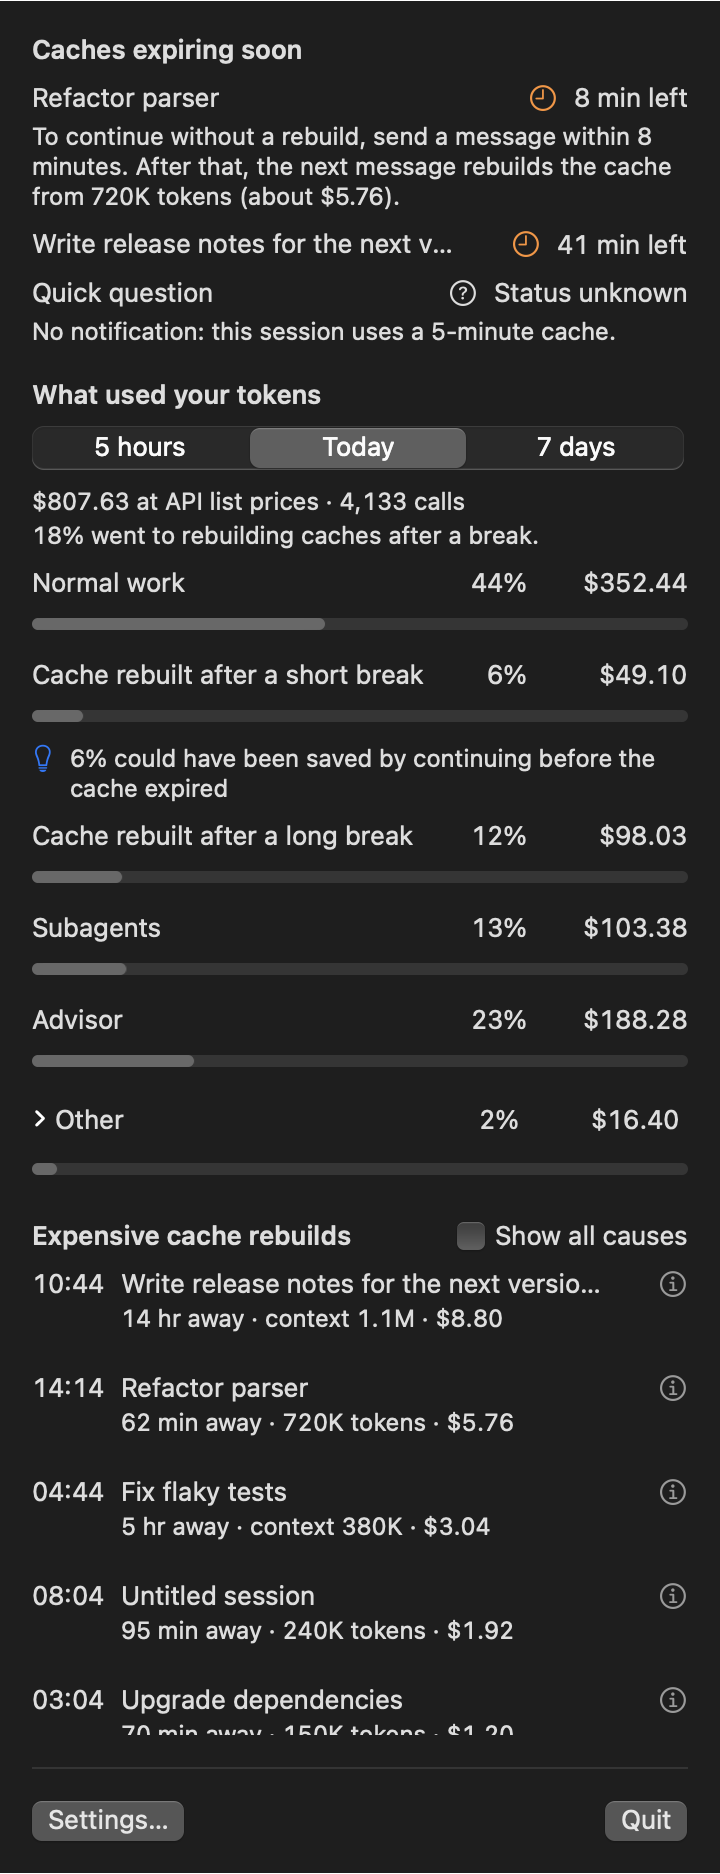 Caches expiring soon
Refactor parser 8 min left
To continue without a rebuild, send a message within 8
minutes. After that, the next message rebuilds the cache
from 720K tokens (about $5.76).
Write release notes for the next v... 41 min left
Quick question ? Status unknown
No notification: this session uses a 5-minute cache.
What used your tokens
5 hours Today 7 days
$807.63 at API list prices · 4,133 calls
18% went to rebuilding caches after a break.
Normal work 44% $352.44
Cache rebuilt after a short break 6% $49.10
6% could have been saved by continuing before the
cache expired
Cache rebuilt after a long break 12% $98.03
Subagents 13% $103.38
Advisor 23% $188.28
Other 2% $16.40
Expensive cache rebuilds Show all causes
10:44 Write release notes for the next versio...
14 hr away · context 1.1M · $8.80
14:14 Refactor parser
62 min away · 720K tokens · $5.76
04:44 Fix flaky tests
5 hr away · context 380K · $3.04
08:04 Untitled session
95 min away · 240K tokens · $1.92
03:04 Upgrade dependencies
70 min away · 150K tokens · $1.20
Settings... Quit